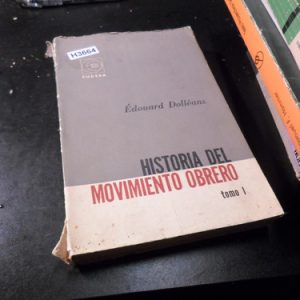 H3664
EUDEBA
Édouard Dolléans
HISTORIA DEL
MOVIMIENTO OBRERO
tomo I